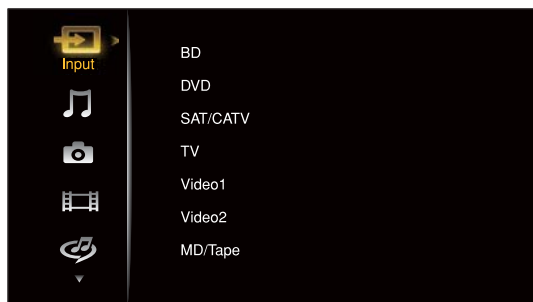 Input
BD
DVD
SAT/CATV
TV
Video1
Video2
MD/Tape